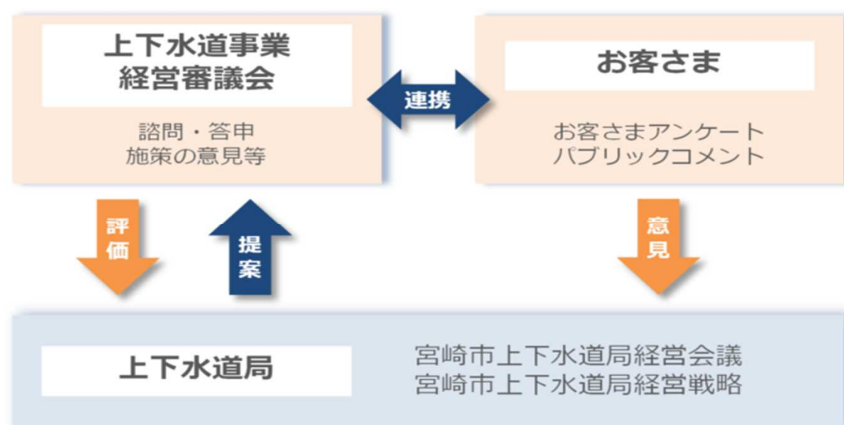 上下水道事業
経営審議会
諮問・答申
施策の意見等
連携
お客さま
お客さまアンケート
パブリックコメント
評価
提案
意見
上下水道局
宮崎市上下水道局経営会議
宮崎市上下水道局経営戦略